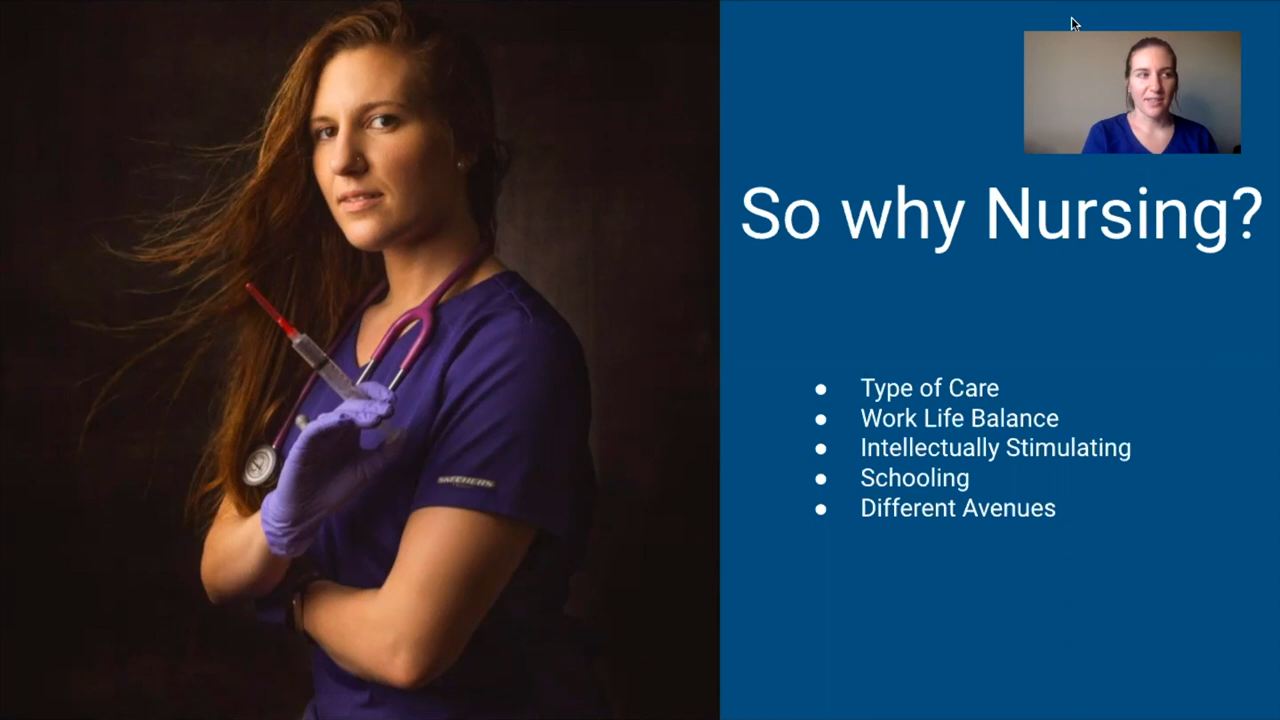 So why Nursing?
● Type of Care
● Work Life Balance
● Intellectually Stimulating
● Schooling
● Different Avenues
SKECHERS